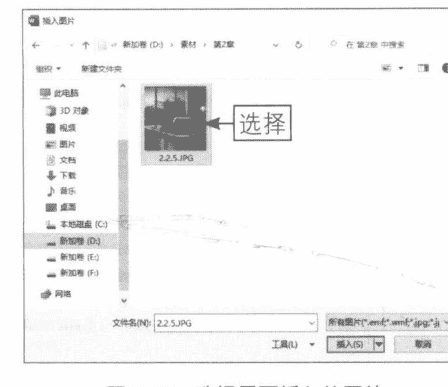 插入图片
新加卷 (D:) › 素材 › 第2章
在 第2章 中搜索
组织 新建文件夹
此电脑
3D 对象
视频
图片
文档
下载
音乐
桌面
本地磁盘 (C:)
新加卷 (D:)
新加卷 (E:)
新加卷 (F:)
网络
2.2.5.JPG
选择
文件名(N): 2.2.5.JPG
所有图片(*.emf;*.wmf;*.jpg;*.j
工具(L) 插入(S) 取消